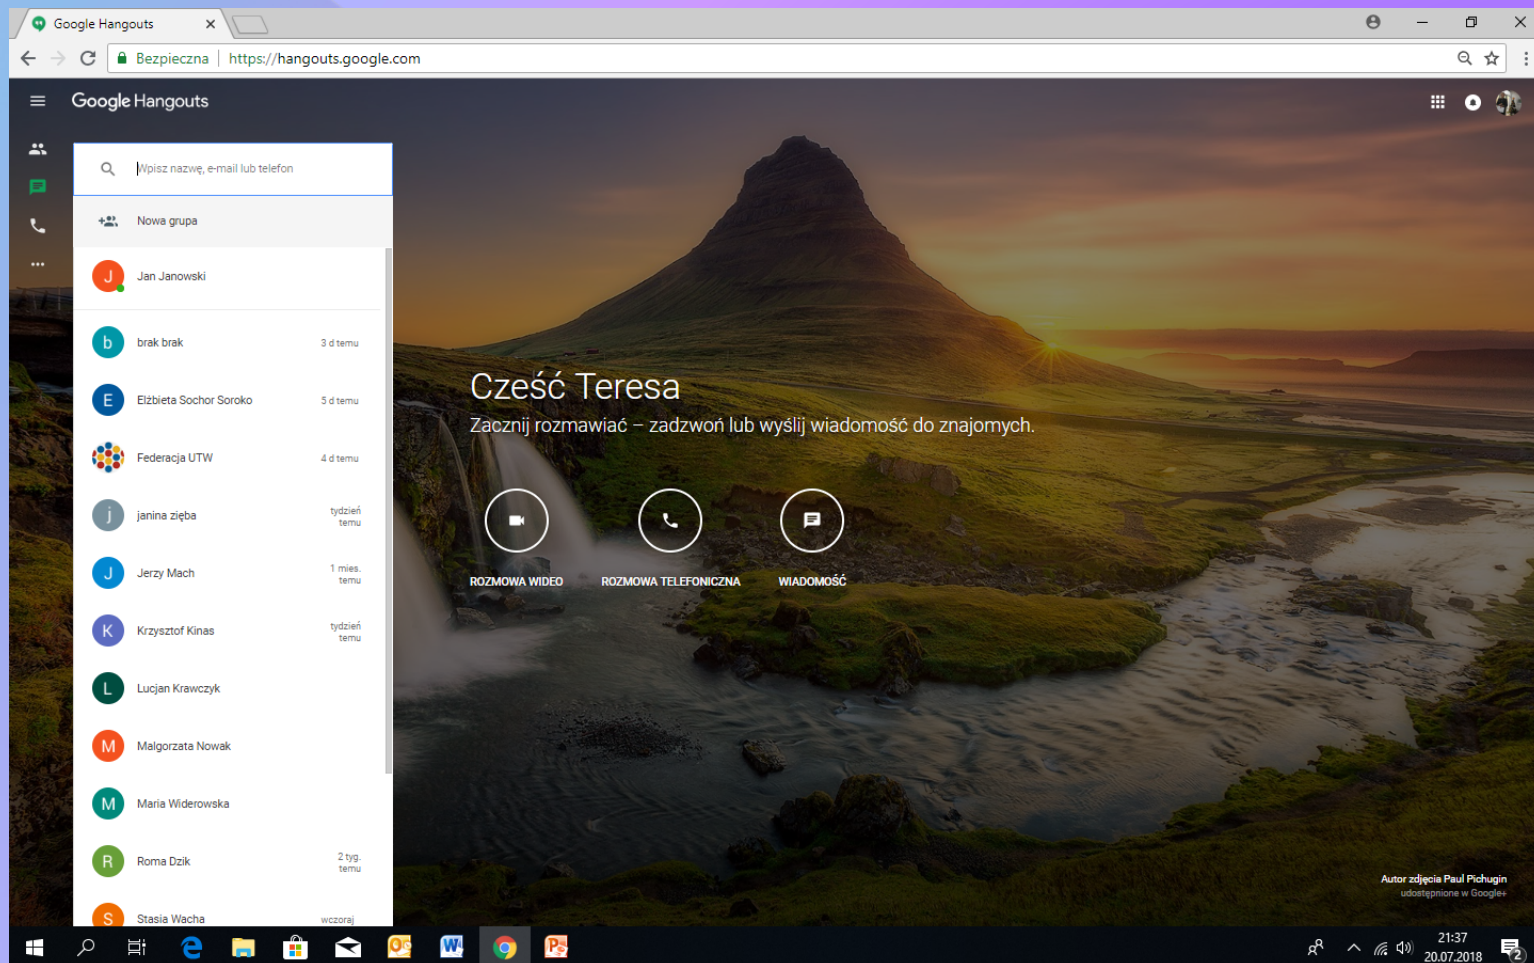 Google Hangouts
Bezpieczna https://hangouts.google.com
Google Hangouts
Wpisz nazwę, e-mail lub telefon
Nowa grupa
J Jan Janowski
b brak brak 3 d temu
E Elżbieta Sochor Soroko 5 d temu
Federacja UTW 4 d temu
j janina zięba tydzień
temu
J Jerzy Mach 1 mies.
temu
K Krzysztof Kinas tydzień
temu
L Lucjan Krawczyk
M Malgorzata Nowak
M Maria Widerowska
R Roma Dzik 2 tyg.
temu
S Stasia Wacha wczoraj
Cześć Teresa
Zacznij rozmawiać – zadzwoń lub wyślij wiadomość do znajomych.
ROZMOWA WIDEO ROZMOWA TELEFONICZNA WIADOMOŚĆ
Autor zdjęcia Paul Pichugin
udostępnione w Google+
21:37
20.07.2018
2